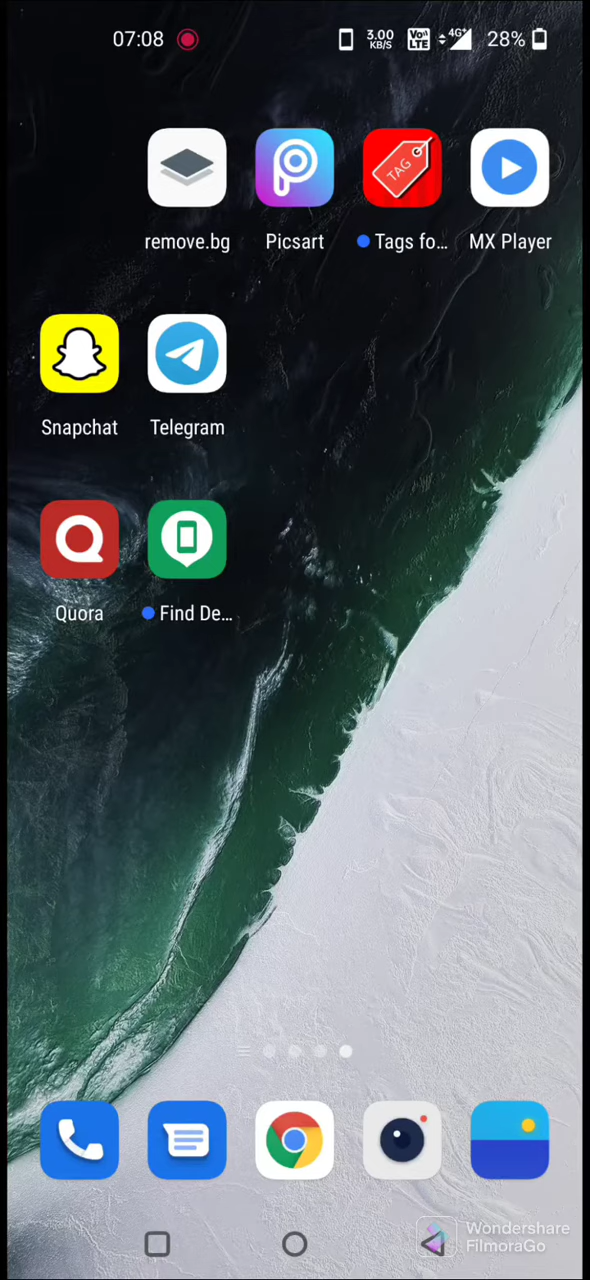 07:08
3.00
KB/S
Vo))
LTE
4G+
28%
TAG
remove.bg
Picsart
Tags fo...
MX Player
Snapchat
Telegram
Quora
Find De...
Wondershare
FilmoraGo